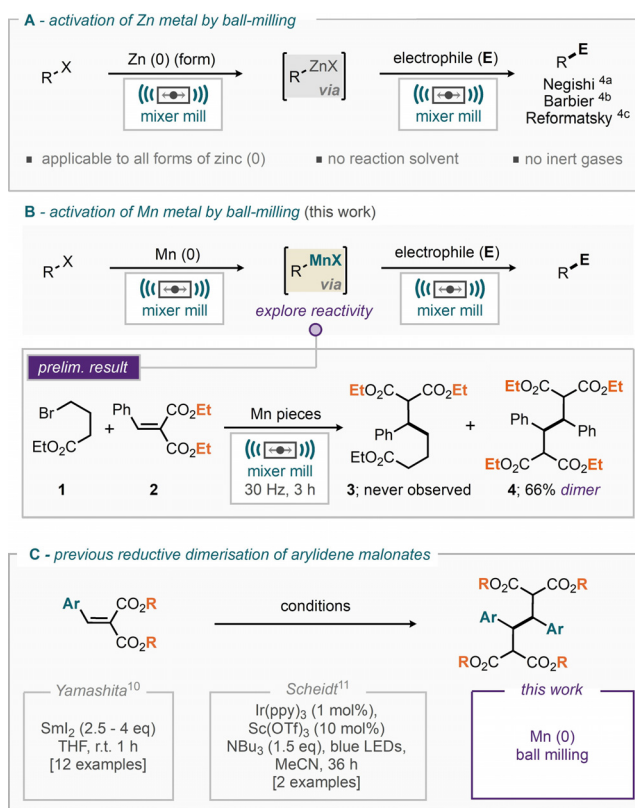 A - activation of Zn metal by ball-milling
R X
Zn (0) (form)
mixer mill
R ZnX
via
electrophile (E)
mixer mill
R E
Negishi 4a
Barbier 4b
Reformatsky 4c
■ applicable to all forms of zinc (0) ■ no reaction solvent ■ no inert gases
B - activation of Mn metal by ball-milling (this work)
R X
Mn (0)
mixer mill
R MnX
via
explore reactivity
electrophile (E)
mixer mill
R E
prelim. result
Br
EtO2C
1
+
Ph CO2Et
CO2Et
2
Mn pieces
mixer mill
30 Hz, 3 h
EtO2C CO2Et
Ph
EtO2C
3; never observed
+
EtO2C CO2Et
Ph Ph
EtO2C CO2Et
4; 66% dimer
C - previous reductive dimerisation of arylidene malonates
Ar CO2R
CO2R
conditions
RO2C CO2R
Ar Ar
RO2C CO2R
Yamashita10
SmI2 (2.5 - 4 eq)
THF, r.t. 1 h
[12 examples]
Scheidt11
Ir(ppy)3 (1 mol%),
Sc(OTf)3 (10 mol%)
NBu3 (1.5 eq), blue LEDs,
MeCN, 36 h
[2 examples]
this work
Mn (0)
ball milling